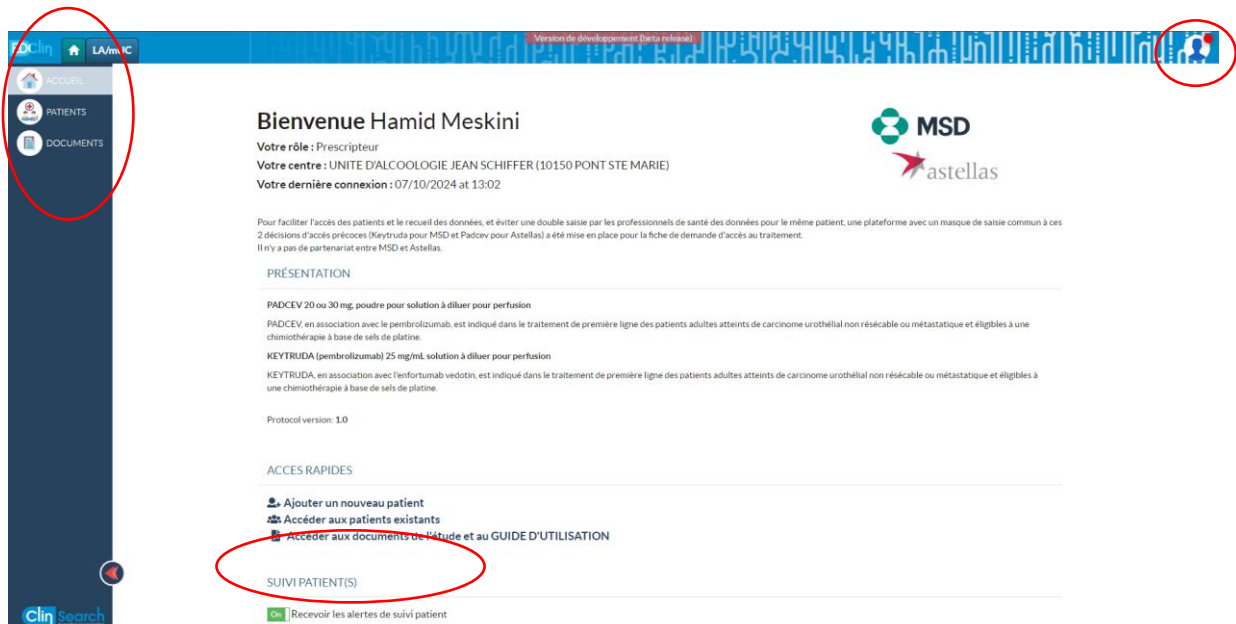 EDClin LA/mUC
Version de développement (beta release)
ACCUEIL
PATIENTS
DOCUMENTS
Bienvenue Hamid Meskini
Votre rôle : Prescripteur
Votre centre : UNITE D'ALCOOLOGIE JEAN SCHIFFER (10150 PONT STE MARIE)
Votre dernière connexion : 07/10/2024 at 13:02
MSD
astellas
Pour faciliter l'accès des patients et le recueil des données, et éviter une double saisie par les professionnels de santé des données pour le même patient, une plateforme avec un masque de saisie commun à ces
2 décisions d'accès précoces (Keytruda pour MSD et Padcev pour Astellas) a été mise en place pour la fiche de demande d'accès au traitement.
Il n'y a pas de partenariat entre MSD et Astellas.
PRÉSENTATION
PADCEV 20 ou 30 mg, poudre pour solution à diluer pour perfusion
PADCEV, en association avec le pembrolizumab, est indiqué dans le traitement de première ligne des patients adultes atteints de carcinome urothélial non résécable ou métastatique et éligibles à une
chimiothérapie à base de sels de platine.
KEYTRUDA (pembrolizumab) 25 mg/mL solution à diluer pour perfusion
KEYTRUDA, en association avec l'enfortumab vedotin, est indiqué dans le traitement de première ligne des patients adultes atteints de carcinome urothélial non résécable ou métastatique et éligibles à
une chimiothérapie à base de sels de platine.
Protocol version: 1.0
ACCES RAPIDES
Ajouter un nouveau patient
Accéder aux patients existants
Accéder aux documents de l'étude et au GUIDE D'UTILISATION
SUIVI PATIENT(S)
On Recevoir les alertes de suivi patient
Clin Search